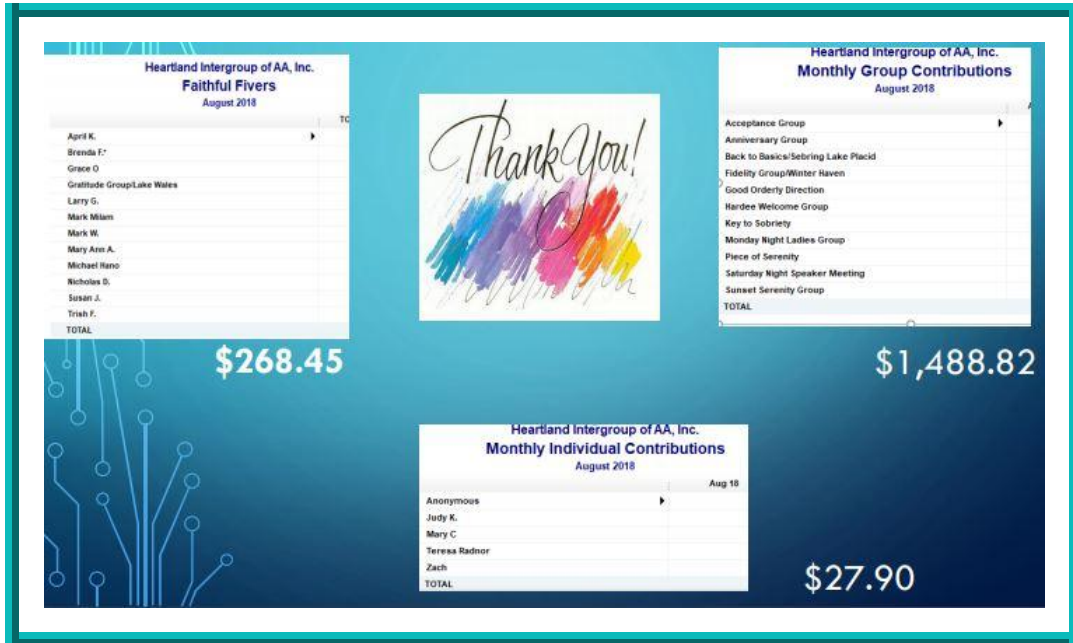 Heartland Intergroup of AA, Inc.
Faithful Fivers
August 2018
TO
April K.
Brenda F.*
Grace O
Gratitude Group/Lake Wales
Larry G.
Mark Milam
Mark W.
Mary Ann A.
Michael Hano
Nicholas D.
Susan J.
Trish F.
TOTAL
$268.45
Thank You!
Heartland Intergroup of AA, Inc.
Monthly Group Contributions
August 2018
Acceptance Group
Anniversary Group
Back to Basics/Sebring Lake Placid
Fidelity Group/Winter Haven
Good Orderly Direction
Hardee Welcome Group
Key to Sobriety
Monday Night Ladies Group
Piece of Serenity
Saturday Night Speaker Meeting
Sunset Serenity Group
TOTAL
$1,488.82
Heartland Intergroup of AA, Inc.
Monthly Individual Contributions
August 2018
Aug 18
Anonymous
Judy K.
Mary C
Teresa Radnor
Zach
TOTAL
$27.90